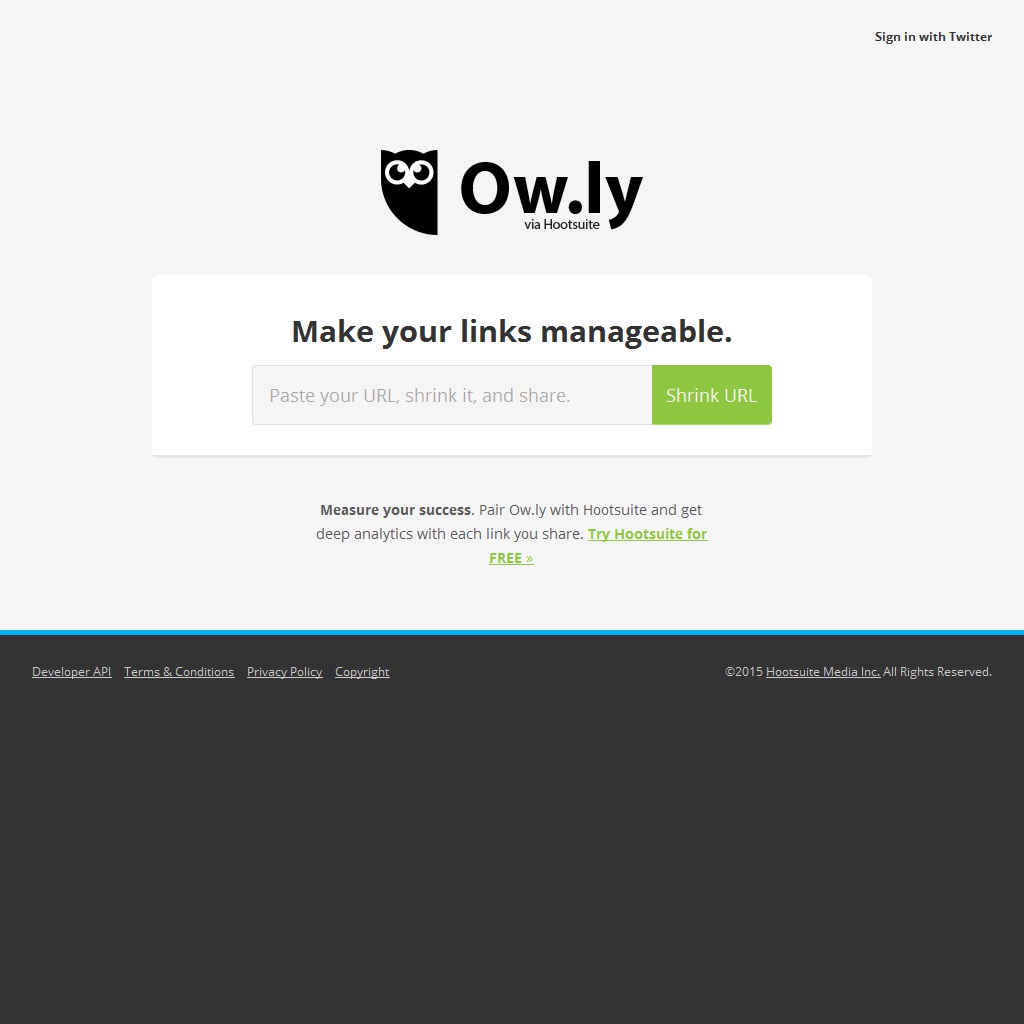 Sign in with Twitter
Ow.ly
via Hootsuite
Make your links manageable.
Paste your URL, shrink it, and share.
Shrink URL
Measure your success. Pair Ow.ly with Hootsuite and get
deep analytics with each link you share. Try Hootsuite for
FREE »
Developer API Terms & Conditions Privacy Policy Copyright
©2015 Hootsuite Media Inc. All Rights Reserved.